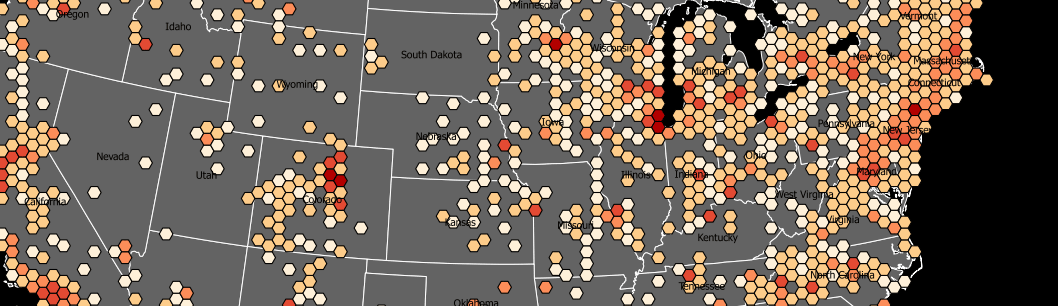 Minnesota
Oregon
Vermont
Idaho
Wisconsin
South Dakota
New York
Massachuset
Michigan
Wyoming
Connecticut
Iowa
Pennsylvania
New Jersey
Nebraska
Nevada
Ohio
Utah
Illinois
Indiana
Maryland
West Virginia
California
Colorado
Virginia
Kansas
Missouri
Kentucky
North Carolina
Tennessee
Oklahoma